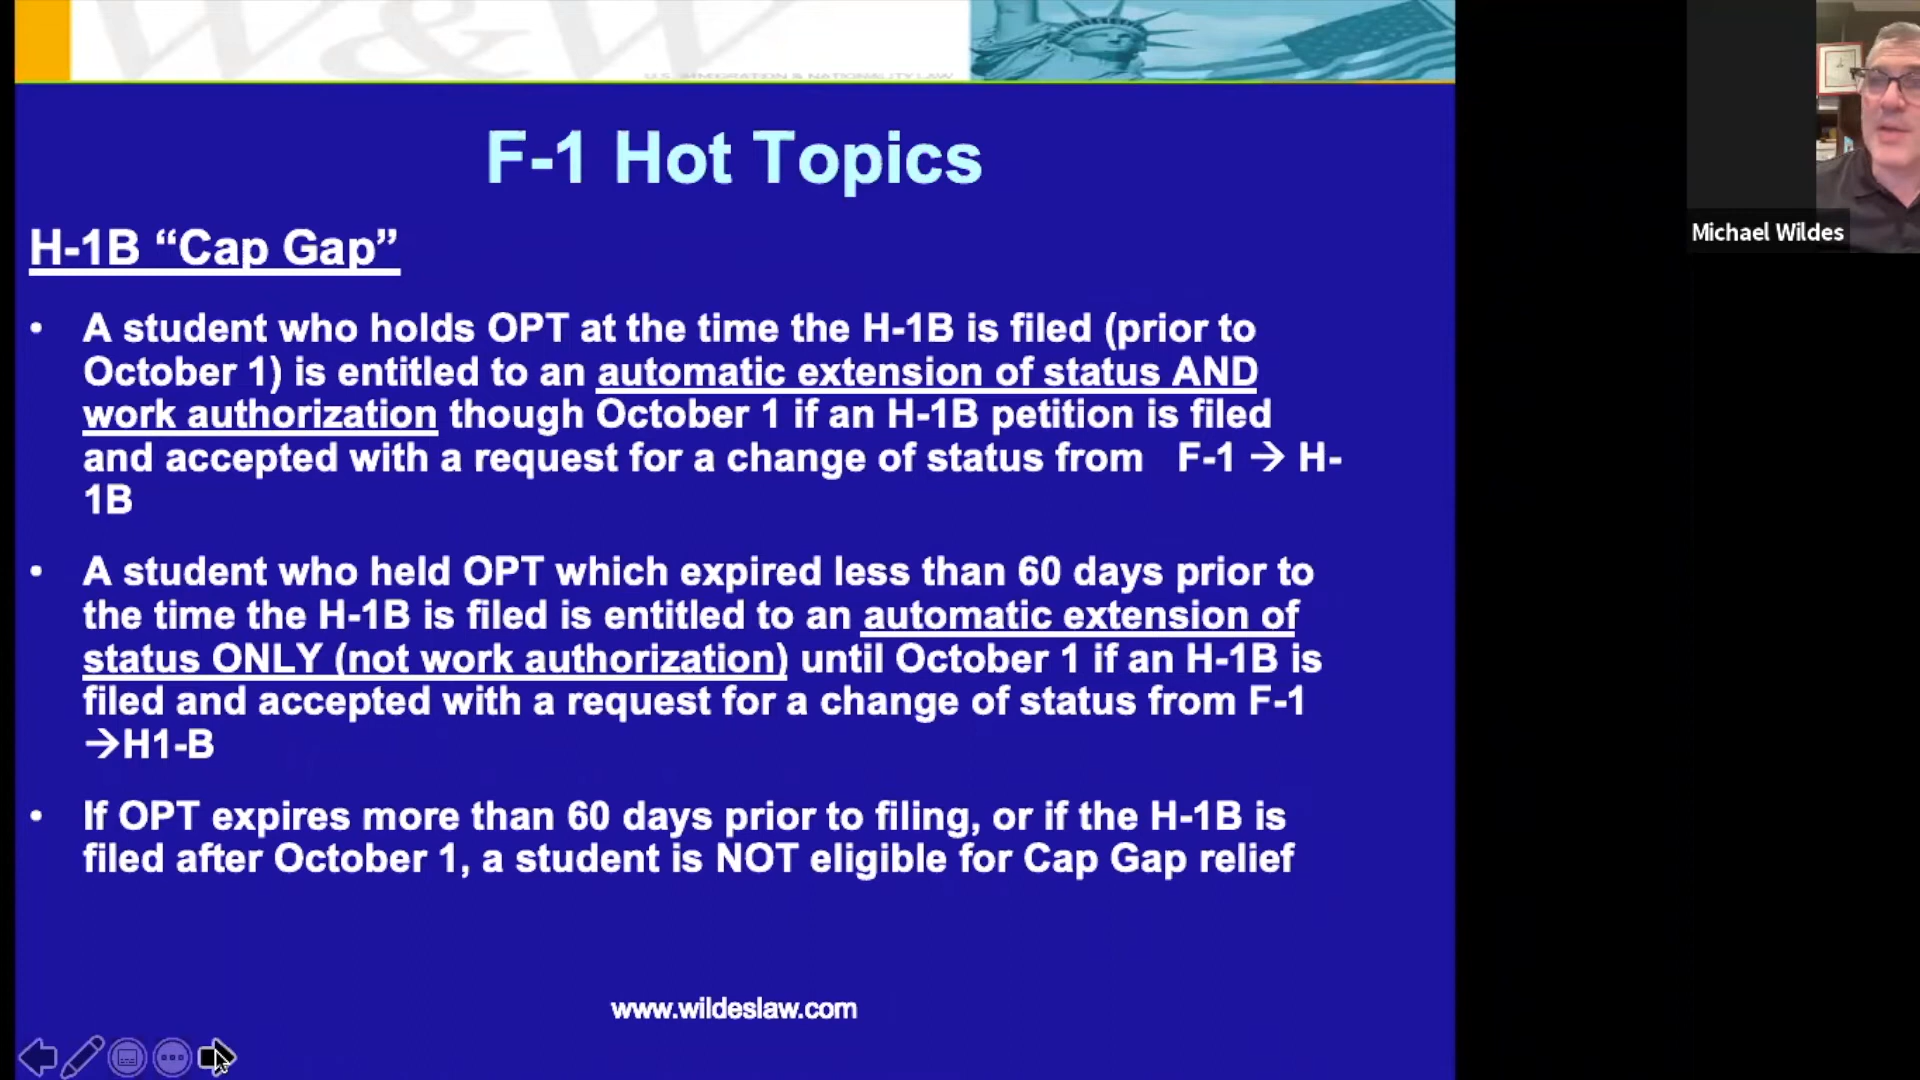 W&W
U.S. IMMIGRATION & NATIONALITY LAW
F-1 Hot Topics
H-1B “Cap Gap”
• A student who holds OPT at the time the H-1B is filed (prior to
October 1) is entitled to an automatic extension of status AND
work authorization though October 1 if an H-1B petition is filed
and accepted with a request for a change of status from F-1 → H-
1B
• A student who held OPT which expired less than 60 days prior to
the time the H-1B is filed is entitled to an automatic extension of
status ONLY (not work authorization) until October 1 if an H-1B is
filed and accepted with a request for a change of status from F-1
→H1-B
• If OPT expires more than 60 days prior to filing, or if the H-1B is
filed after October 1, a student is NOT eligible for Cap Gap relief
www.wildeslaw.com
Michael Wildes